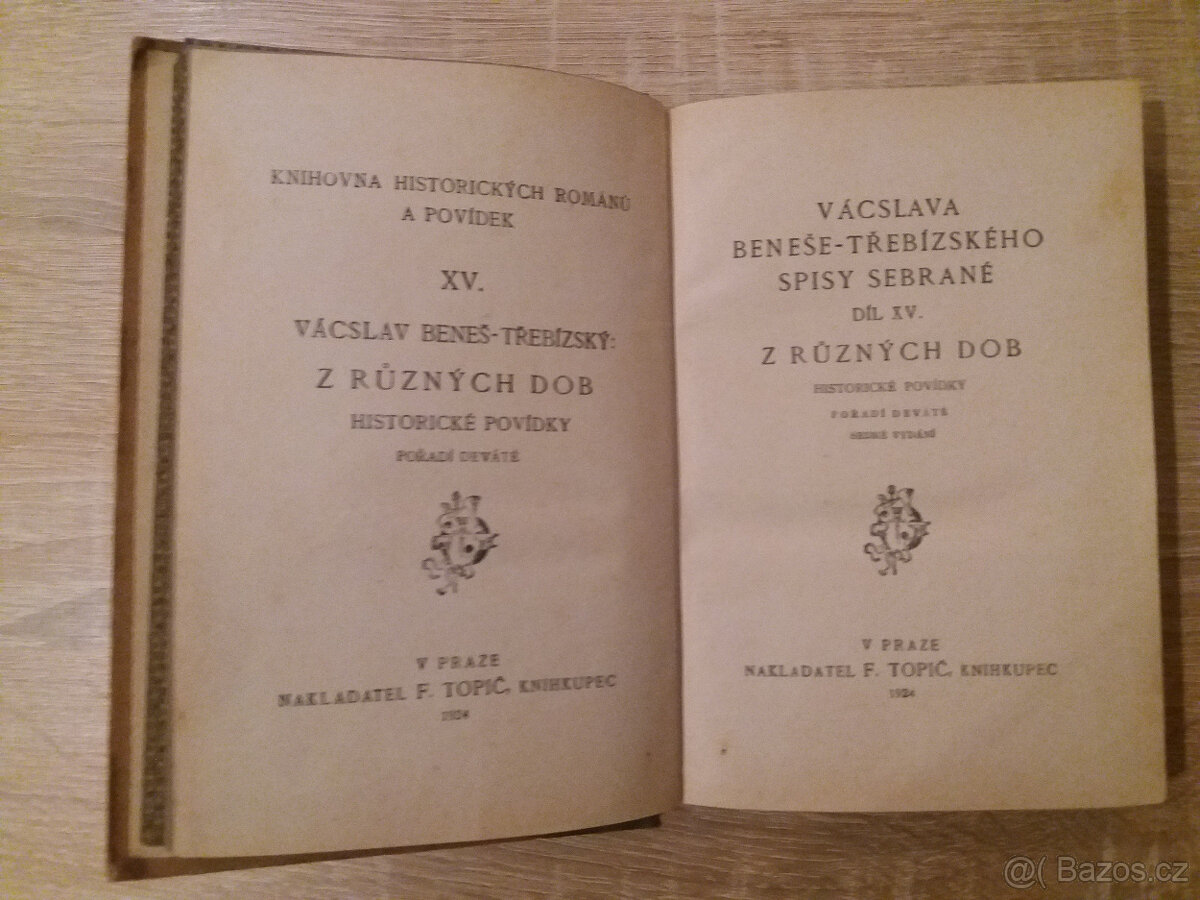 KNIHOVNA HISTORICKÝCH ROMÁNŮ
A POVÍDEK
XV.
VÁCSLAV BENEŠ-TŘEBÍZSKÝ:
Z RŮZNÝCH DOB
HISTORICKÉ POVÍDKY
POŘADÍ DEVÁTÉ
V PRAZE
NAKLADATEL F. TOPIČ, KNIHKUPEC
1924
VÁCSLAVA
BENEŠE-TŘEBÍZSKÉHO
SPISY SEBRANÉ
DÍL XV.
Z RŮZNÝCH DOB
HISTORICKÉ POVÍDKY
POŘADÍ DEVÁTÉ
VYDÁNÍ
V PRAZE
NAKLADATEL F. TOPIČ, KNIHKUPEC
1924
@( Bazos.cz